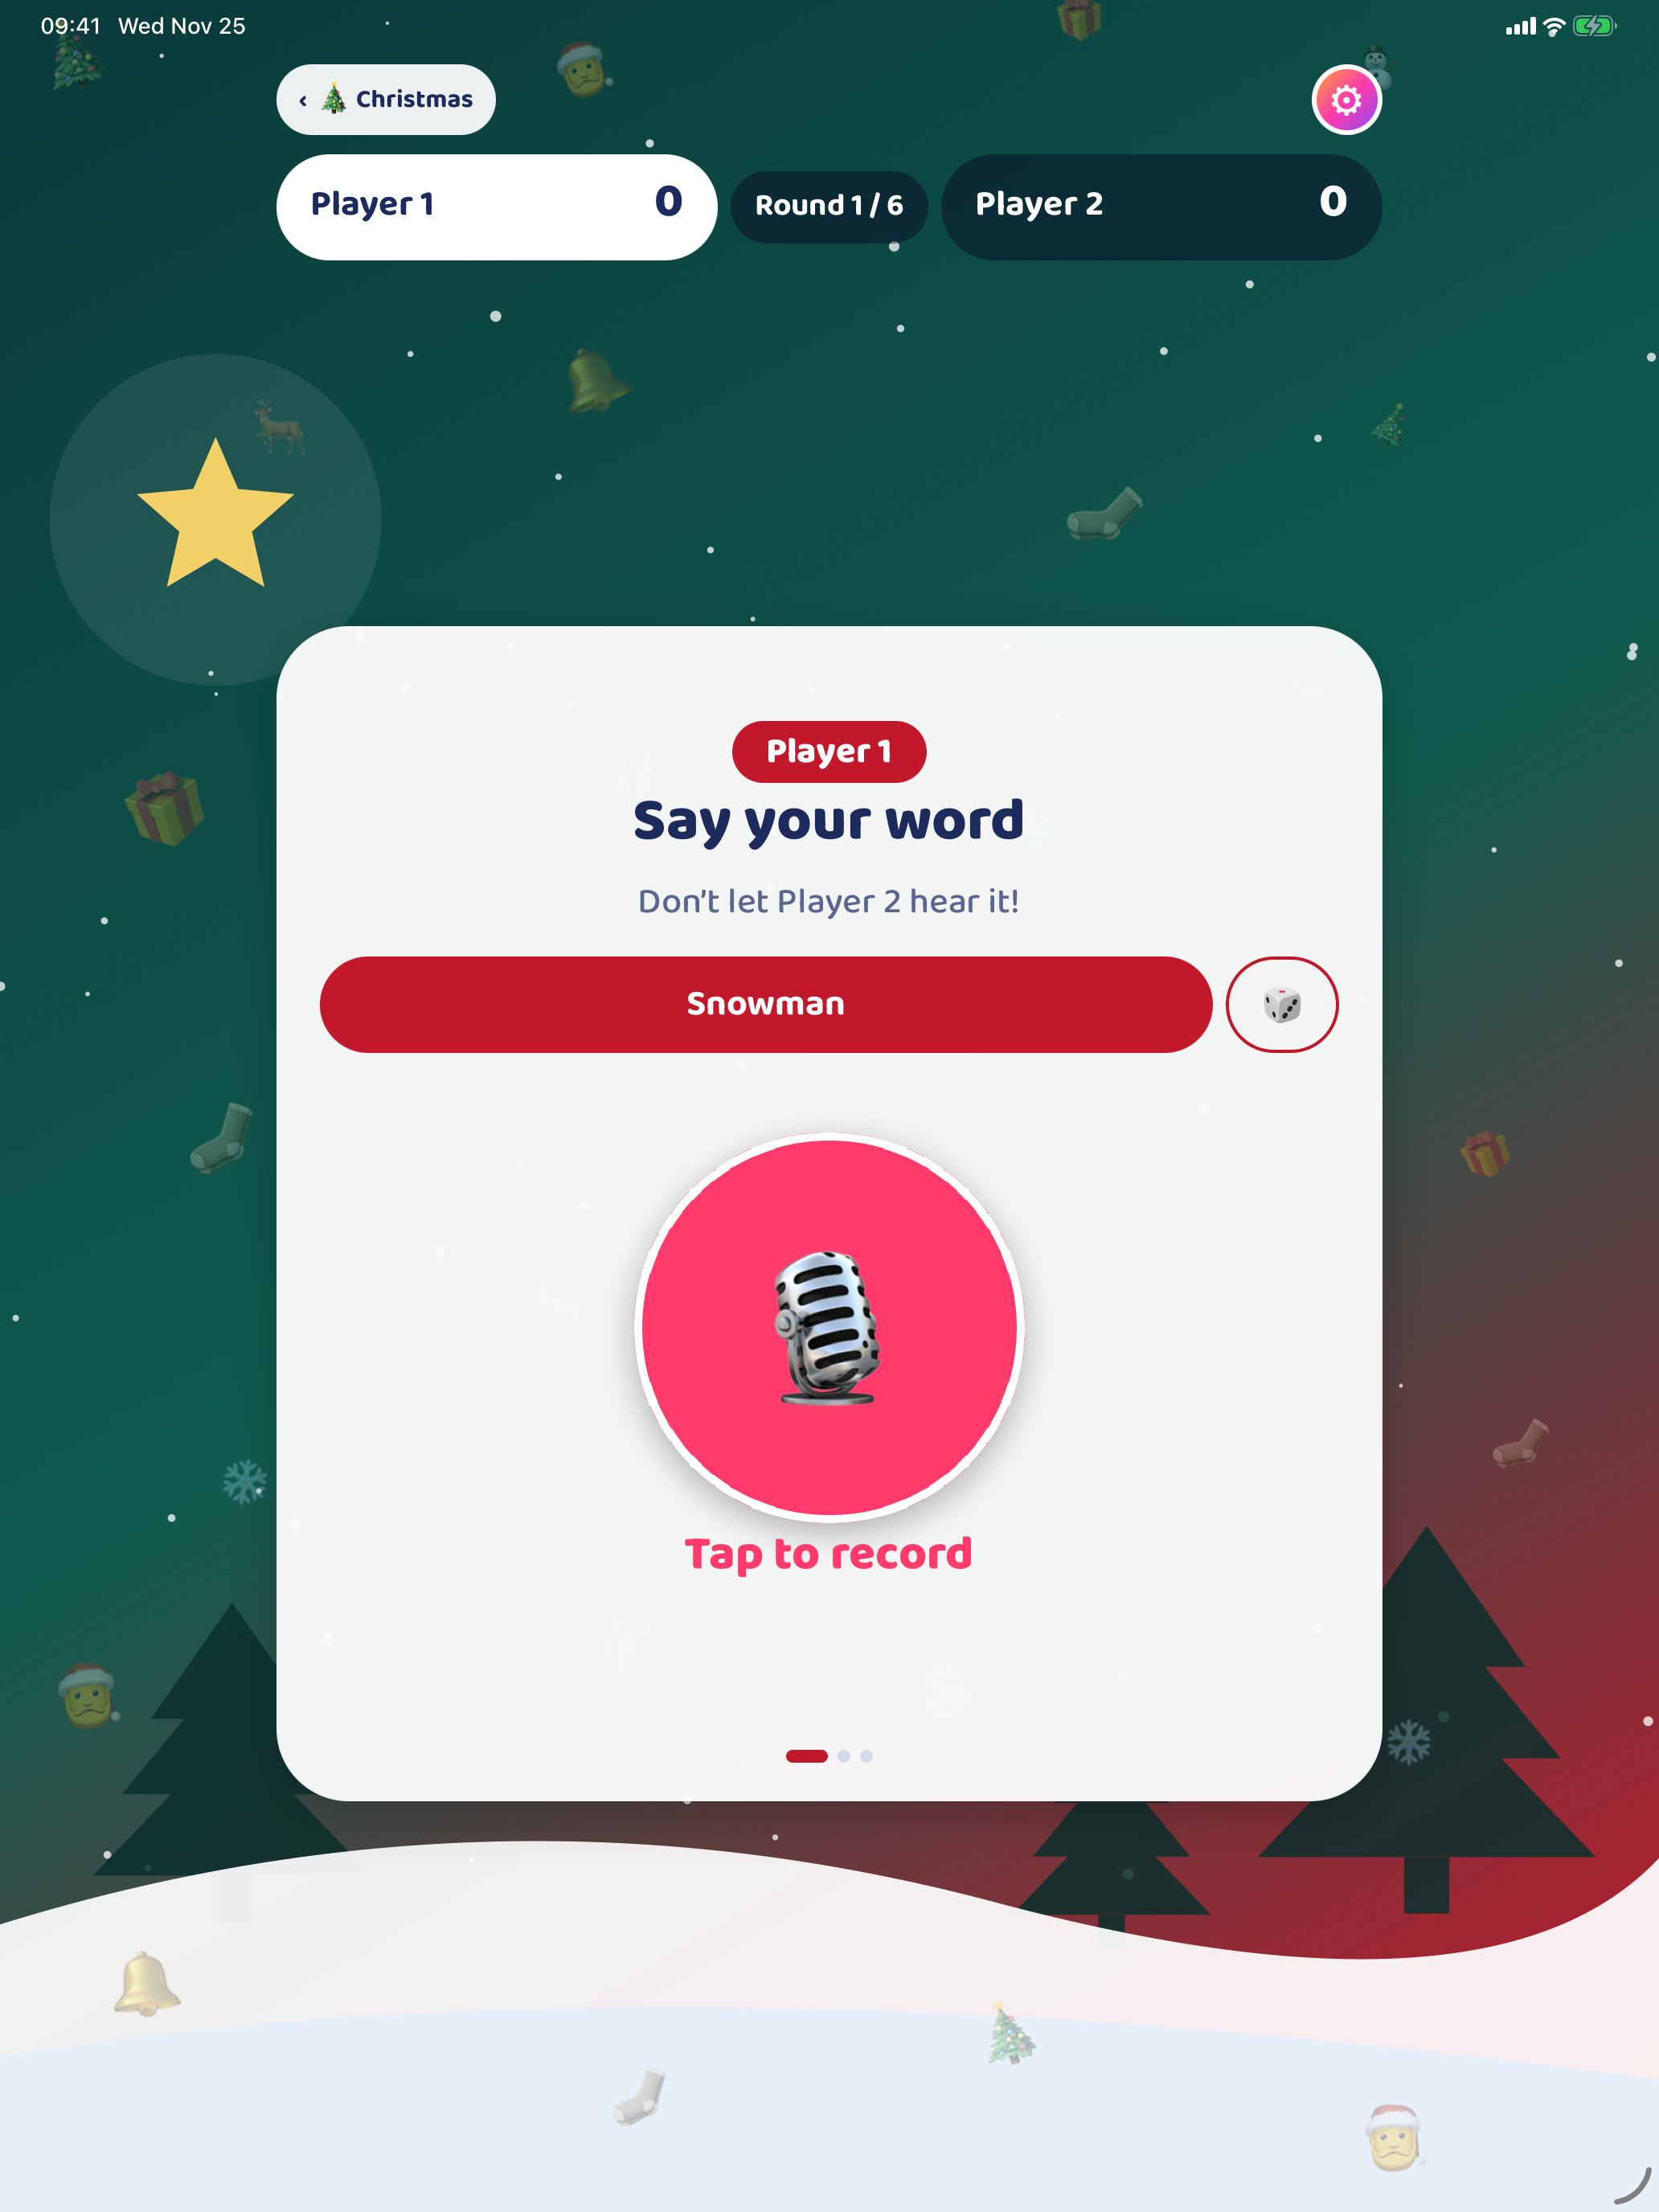 09:41 Wed Nov 25
‹ Christmas
Player 1 0
Round 1 / 6
Player 2 0
Player 1
Say your word
Don't let Player 2 hear it!
Snowman
Tap to record